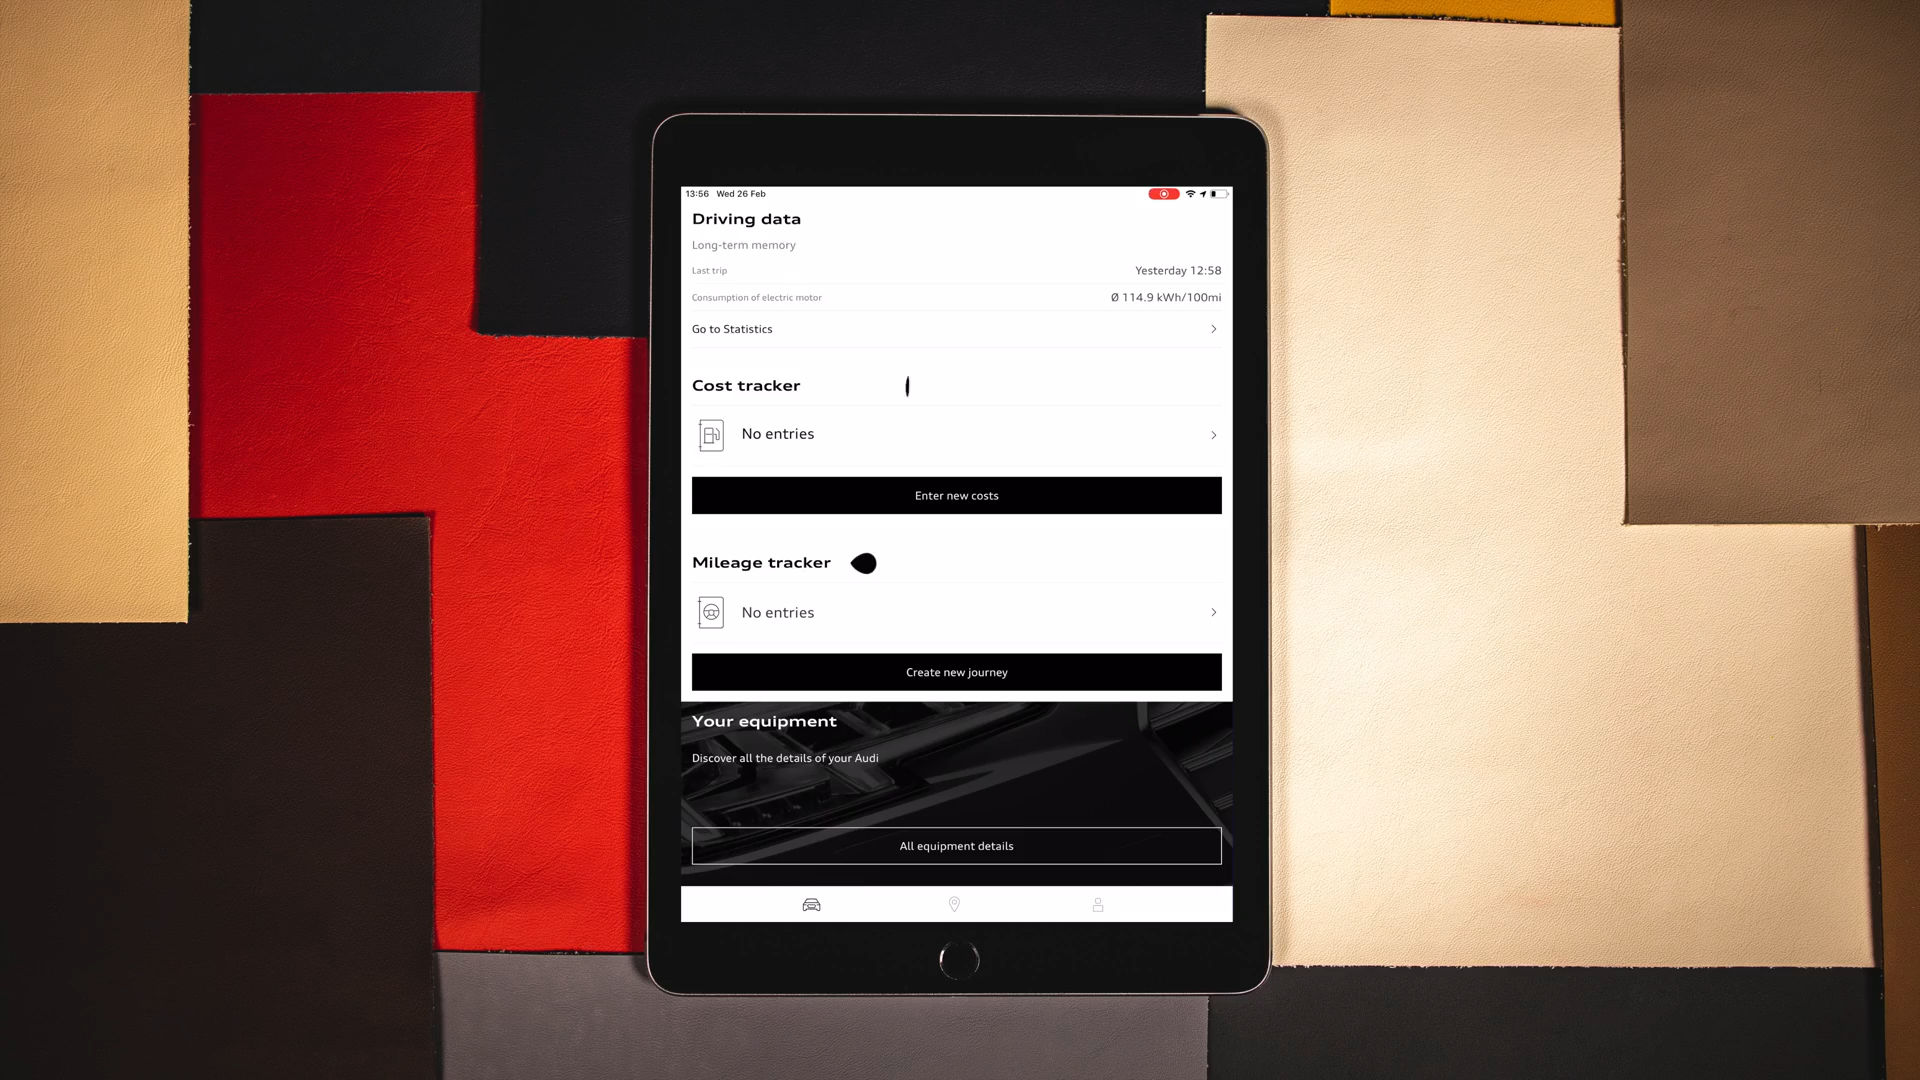 13:56 Wed 26 Feb
Driving data
Long-term memory
Last trip Yesterday 12:58
Consumption of electric motor Ø 114.9 kWh/100mi
Go to Statistics
Cost tracker
No entries
Enter new costs
Mileage tracker
No entries
Create new journey
Your equipment
Discover all the details of your Audi
All equipment details